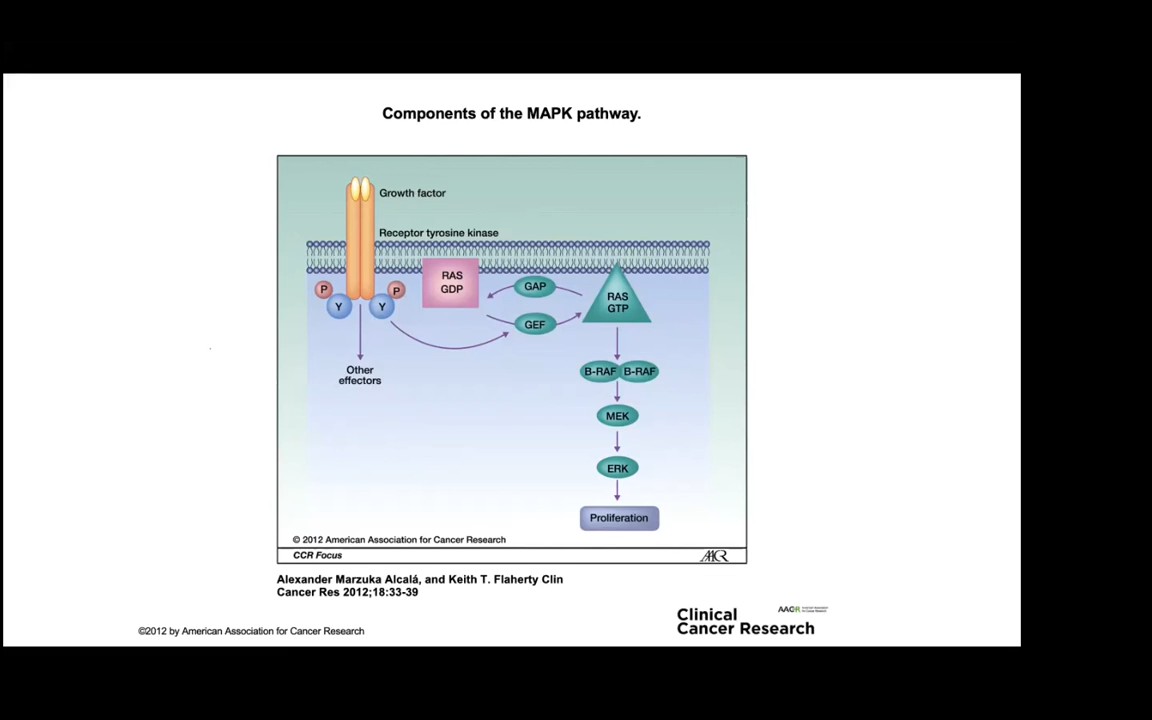 Components of the MAPK pathway.
Growth factor
Receptor tyrosine kinase
RAS
GDP
GAP
RAS
GTP
P
P
Y
Y
GEF
Other
effectors
B-RAF B-RAF
MEK
ERK
Proliferation
© 2012 American Association for Cancer Research
CCR Focus
AACR
Alexander Marzuka Alcalá, and Keith T. Flaherty Clin
Cancer Res 2012;18:33-39
©2012 by American Association for Cancer Research
Clinical
Cancer Research
AACR